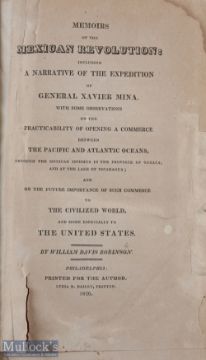 MEMOIRS
OF THE
MEXICAN REVOLUTION:
INCLUDING
A NARRATIVE OF THE EXPEDITION
OF
GENERAL XAVIER MINA.
WITH SOME OBSERVATIONS
ON THE
PRACTICABILITY OF OPENING A COMMERCE
BETWEEN
THE PACIFIC AND ATLANTIC OCEANS,
THROUGH THE MEXICAN ISTHMUS IN THE PROVINCE OF OAXACA,
AND AT THE LAKE OF NICARAGUA;
AND
ON THE FUTURE IMPORTANCE OF SUCH COMMERCE
TO
THE CIVILIZED WORLD,
AND MORE ESPECIALLY TO
THE UNITED STATES.
BY WILLIAM DAVIS ROBINSON.
PHILADELPHIA:
PRINTED FOR THE AUTHOR.
LYDIA R. BAILEY, PRINTER.
1820.
Mullock's